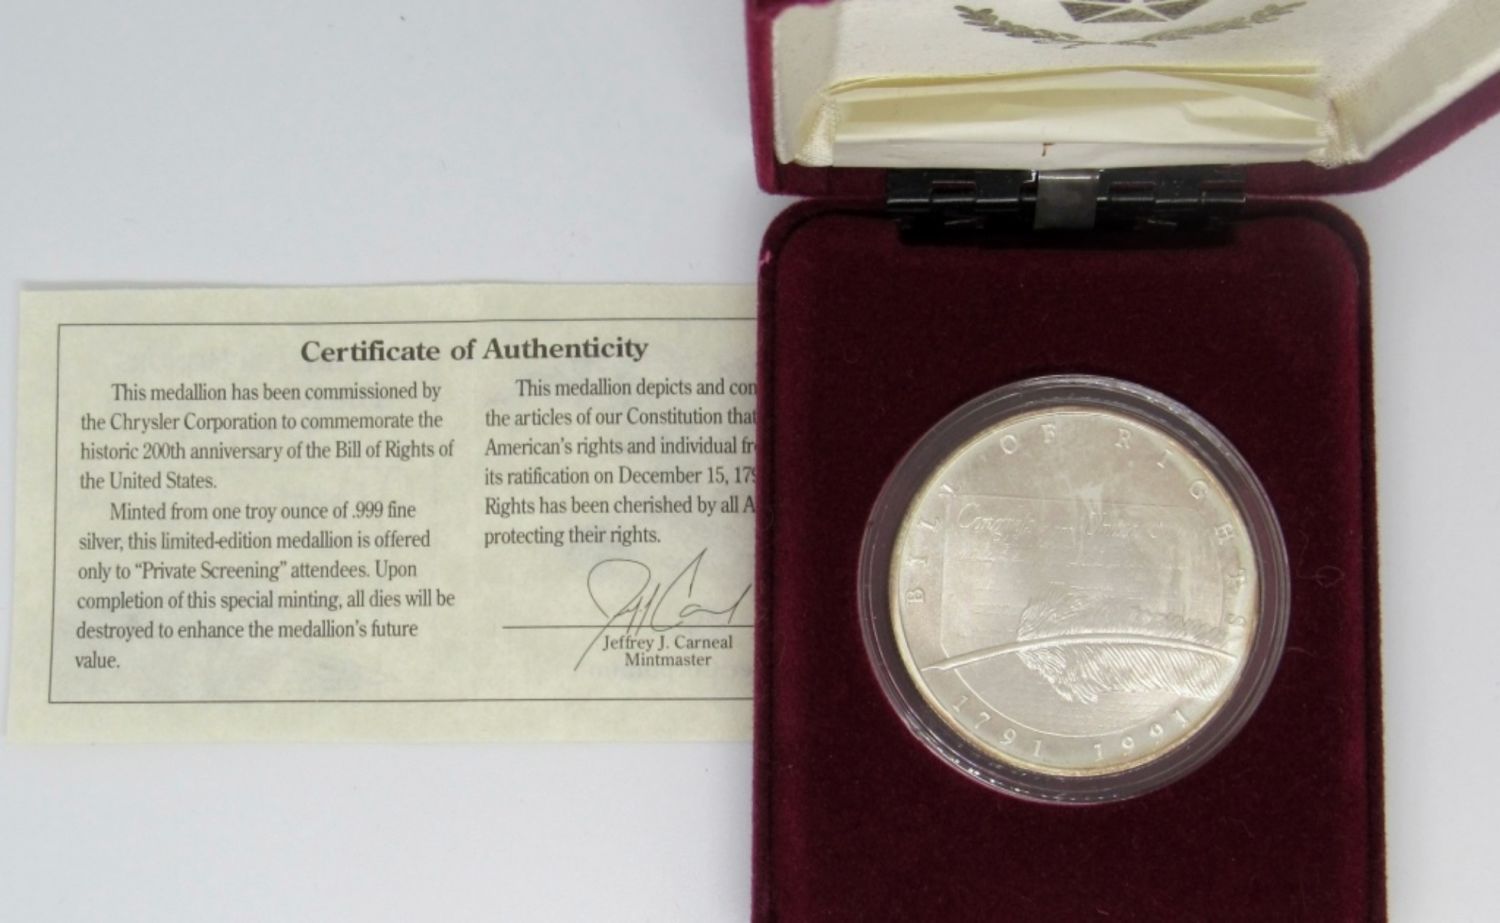 Certificate of Authenticity
This medallion has been commissioned by
the Chrysler Corporation to commemorate the
historic 200th anniversary of the Bill of Rights of
the United States.
Minted from one troy ounce of .999 fine
silver, this limited-edition medallion is offered
only to “Private Screening” attendees. Upon
completion of this special minting, all dies will be
destroyed to enhance the medallion’s future
value.
This medallion depicts and con
the articles of our Constitution that
American’s rights and individual fr
its ratification on December 15, 179
Rights has been cherished by all A
protecting their rights.
Jeffrey J. Carneal
Mintmaster
BILL OF RIGHTS
Congress
1791 1991